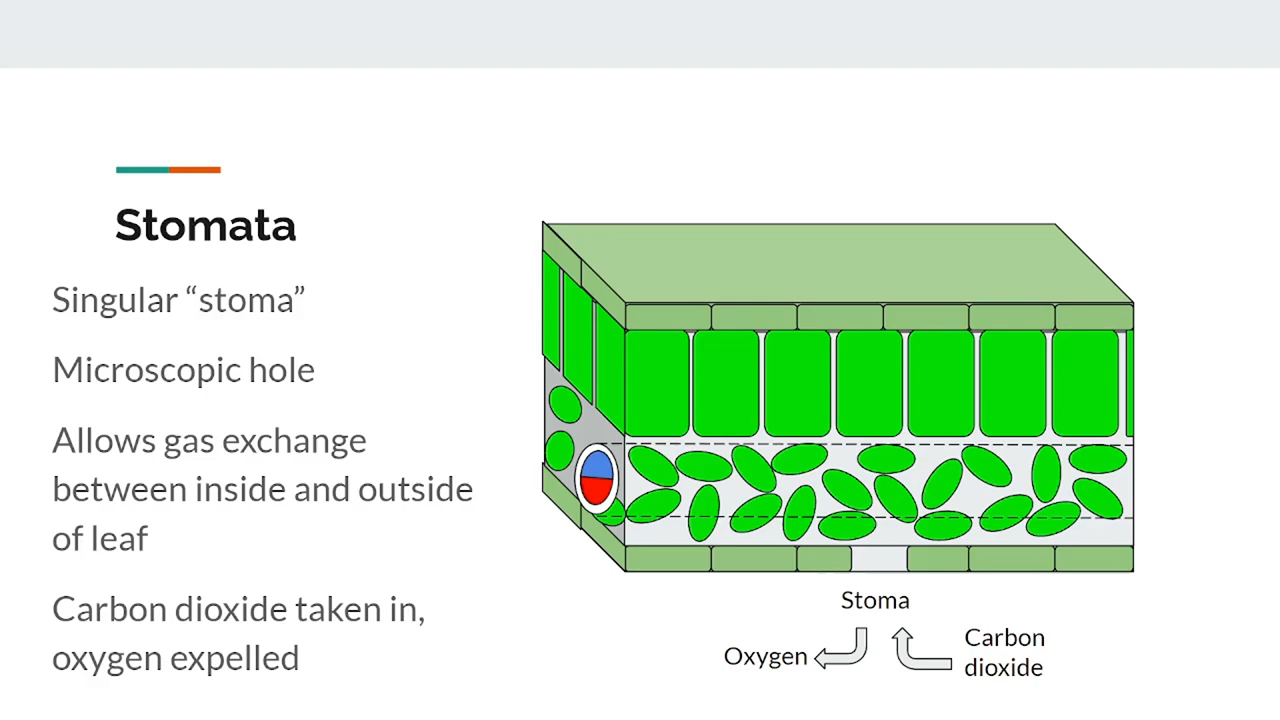 Stomata
Singular “stoma”
Microscopic hole
Allows gas exchange
between inside and outside
of leaf
Carbon dioxide taken in,
oxygen expelled
Stoma
Oxygen
Carbon
dioxide